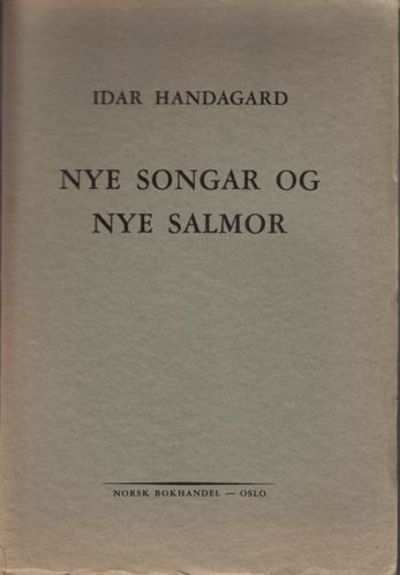 IDAR HANDAGARD
NYE SONGAR OG
NYE SALMOR
NORSK BOKHANDEL — OSLO